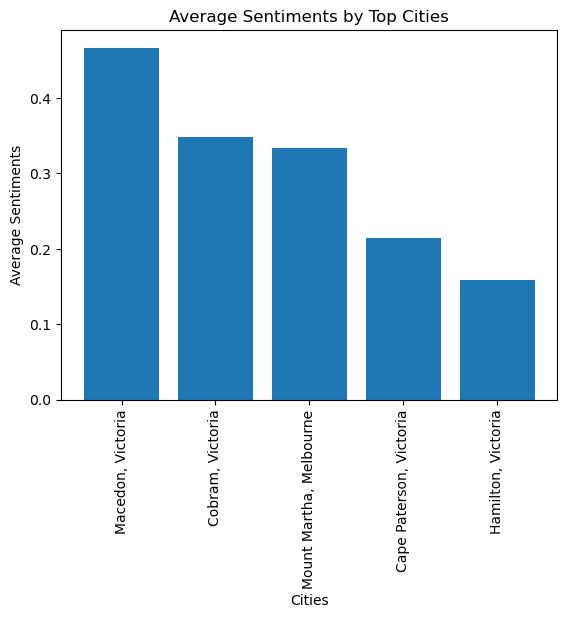 Average Sentiments by Top Cities
Average Sentiments
0.4
0.3
0.2
0.1
0.0
Macedon, Victoria
Cobram, Victoria
Mount Martha, Melbourne
Cape Paterson, Victoria
Hamilton, Victoria
Cities